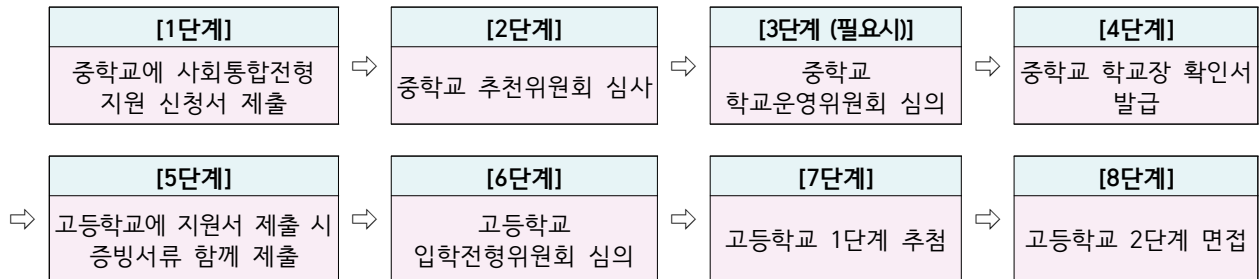 [1단계]
중학교에 사회통합전형
지원 신청서 제출
⇨
[2단계]
중학교 추천위원회 심사
⇨
[3단계 (필요시)]
중학교
학교운영위원회 심의
⇨
[4단계]
중학교 학교장 확인서
발급
⇨
[5단계]
고등학교에 지원서 제출 시
증빙서류 함께 제출
⇨
[6단계]
고등학교
입학전형위원회 심의
⇨
[7단계]
고등학교 1단계 추첨
⇨
[8단계]
고등학교 2단계 면접